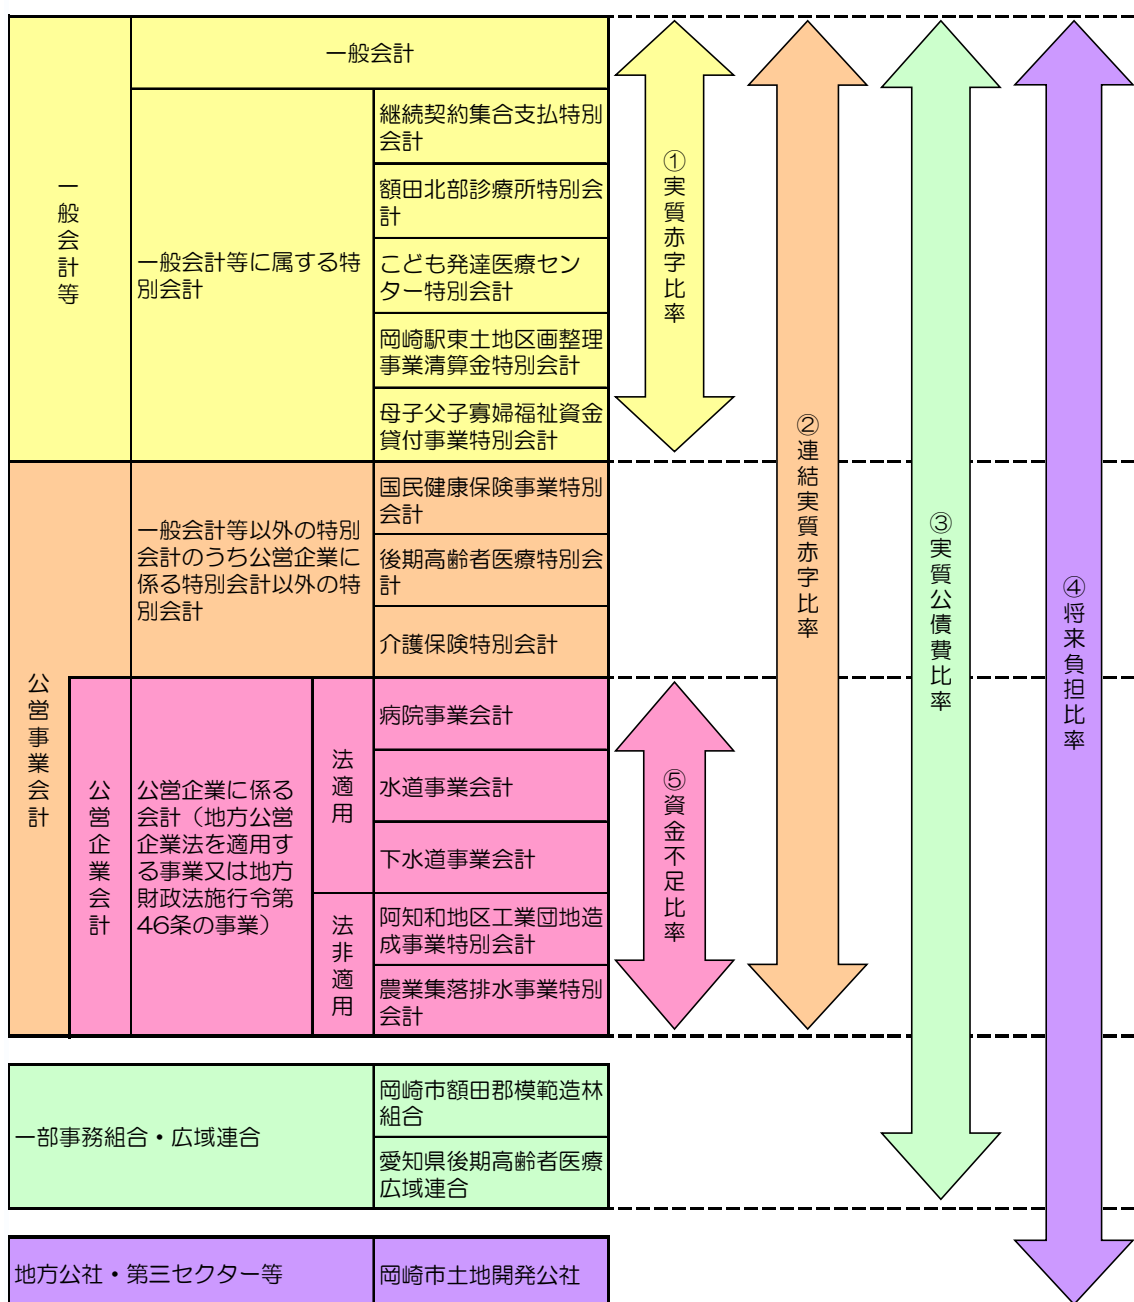 一般会計等
一般会計
一般会計等に属する特
別会計
継続契約集合支払特別
会計
額田北部診療所特別会
計
こども発達医療セン
ター特別会計
岡崎駅東土地区画整理
事業清算金特別会計
母子父子寡婦福祉資金
貸付事業特別会計
公営事業会計
一般会計等以外の特別
会計のうち公営企業に
係る特別会計以外の特
別会計
国民健康保険事業特別
会計
後期高齢者医療特別会
計
介護保険特別会計
公営企業会計
公営企業に係る
会計（地方公営
企業法を適用す
る事業又は地方
財政法施行令第
46条の事業）
法適用
病院事業会計
水道事業会計
下水道事業会計
法非適用
阿知和地区工業団地造
成事業特別会計
農業集落排水事業特別
会計
①実質赤字比率
②連結実質赤字比率
③実質公債費比率
④将来負担比率
⑤資金不足比率
一部事務組合・広域連合
岡崎市額田郡模範造林
組合
愛知県後期高齢者医療
広域連合
地方公社・第三セクター等
岡崎市土地開発公社